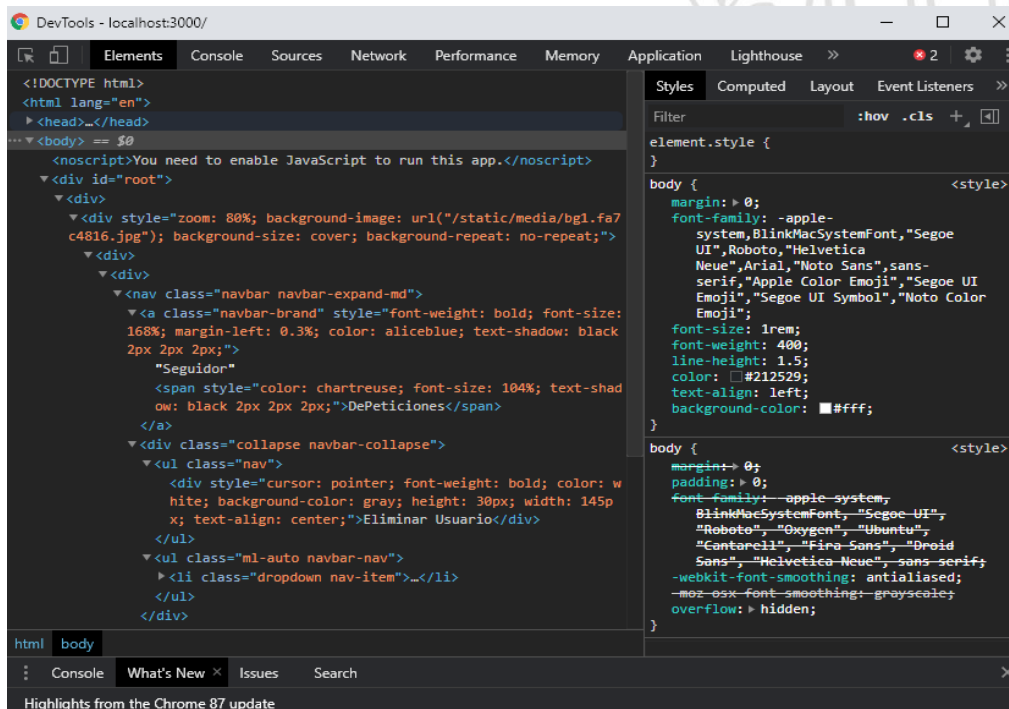 DevTools - localhost:3000/
Elements Console Sources Network Performance Memory Application Lighthouse » 2
<!DOCTYPE html>
<html lang="en">
<head>…</head>
<body> == $0
<noscript>You need to enable JavaScript to run this app.</noscript>
<div id="root">
<div>
<div style="zoom: 80%; background-image: url("/static/media/bg1.fa7
c4816.jpg"); background-size: cover; background-repeat: no-repeat;">
<div>
<div>
<nav class="navbar navbar-expand-md">
<a class="navbar-brand" style="font-weight: bold; font-size:
168%; margin-left: 0.3%; color: aliceblue; text-shadow: black
2px 2px 2px;">
"Seguidor"
<span style="color: chartreuse; font-size: 104%; text-shad
ow: black 2px 2px 2px;">DePeticiones</span>
</a>
<div class="collapse navbar-collapse">
<ul class="nav">
<div style="cursor: pointer; font-weight: bold; color: w
hite; background-color: gray; height: 30px; width: 145p
x; text-align: center;">Eliminar Usuario</div>
</ul>
<ul class="ml-auto navbar-nav">
<li class="dropdown nav-item">…</li>
</ul>
</div>
html body
Styles Computed Layout Event Listeners »
Filter :hov .cls +
element.style {
}
body { <style>
margin: 0;
font-family: -apple-
system,BlinkMacSystemFont,"Segoe
UI",Roboto,"Helvetica
Neue",Arial,"Noto Sans",sans-
serif,"Apple Color Emoji","Segoe UI
Emoji","Segoe UI Symbol","Noto Color
Emoji";
font-size: 1rem;
font-weight: 400;
line-height: 1.5;
color: #212529;
text-align: left;
background-color: #fff;
}
body { <style>
margin: 0;
padding: 0;
font-family: -apple-system,
BlinkMacSystemFont, "Segoe UI",
"Roboto", "Oxygen", "Ubuntu",
"Cantarell", "Fira Sans", "Droid
Sans", "Helvetica Neue", sans-serif;
-webkit-font-smoothing: antialiased;
-moz-osx-font-smoothing: grayscale;
overflow: hidden;
}
Console What's New × Issues Search
Highlights from the Chrome 87 update